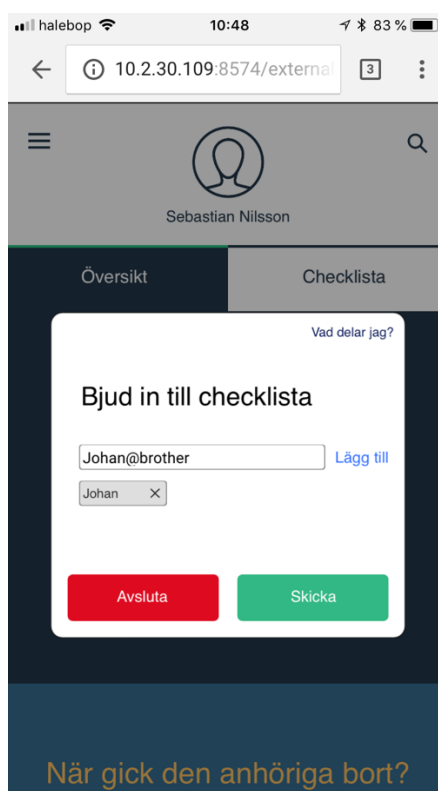 halebop 10:48 83 %
10.2.30.109:8574/external 3
Sebastian Nilsson
Översikt Checklista
Vad delar jag?
Bjud in till checklista
Johan@brother Lägg till
Johan
Avsluta Skicka
När gick den anhöriga bort?